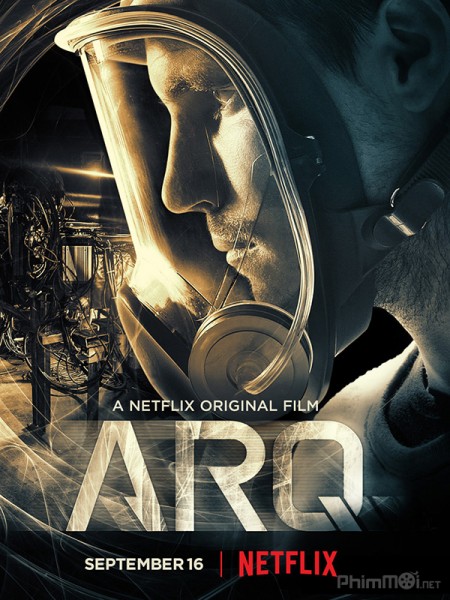 A NETFLIX ORIGINAL FILM
ARQ
SEPTEMBER 16 | NETFLIX
PhimMoi.net